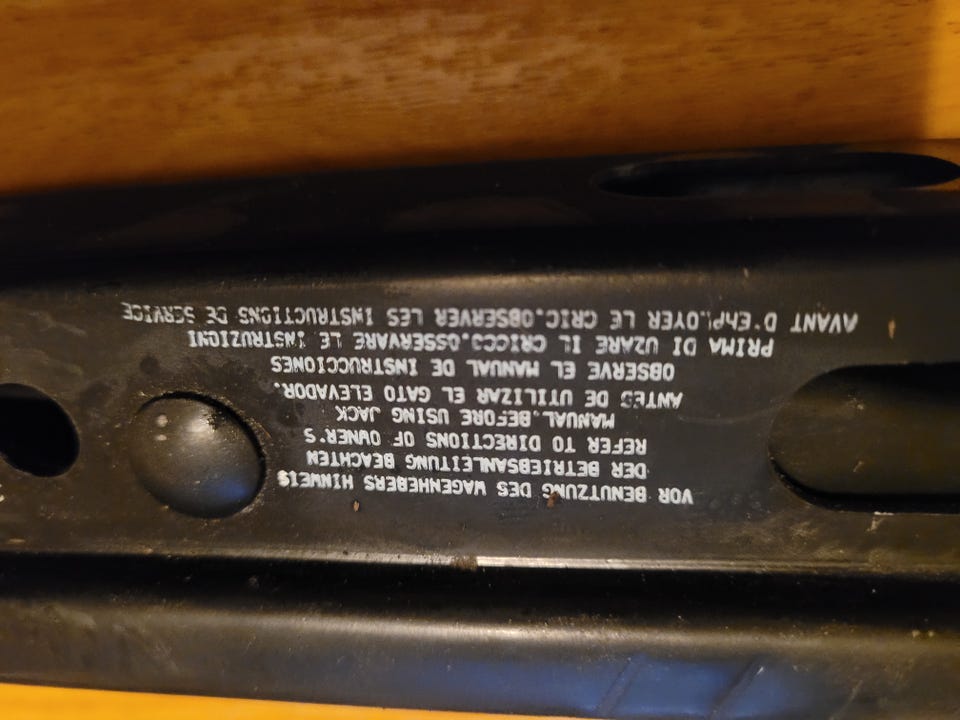 VOR BENUTZUNG DES WAGENHEBERS HINWEIS
DER BETRIEBSANLEITUNG BEACHTEN
REFER TO DIRECTIONS OF OWNER'S
MANUAL.BEFORE USING JACK
ANTES DE UTILIZAR EL GATO ELEVADOR.
OBSERVE EL MANUAL DE INSTRUCCIONES
PRIMA DI UZARE IL CRICCO.OSSERVARE LE INSTRUZIONI
AVANT D'EMPLOYER LE CRIC.OBSERVER LES INSTRUCTIONS DE SERVICE